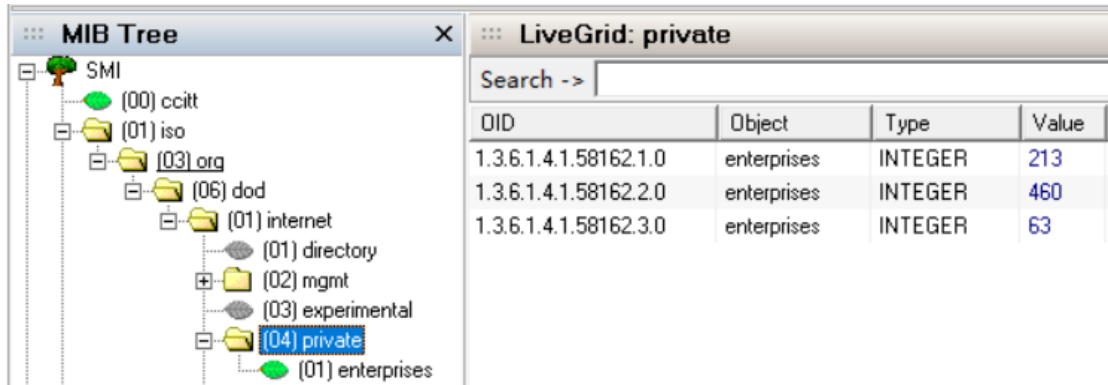 MIB Tree
SMI
(00) ccitt
(01) iso
(03) org
(06) dod
(01) internet
(01) directory
(02) mgmt
(03) experimental
(04) private
(01) enterprises
LiveGrid: private
Search ->
OID Object Type Value
1.3.6.1.4.1.58162.1.0 enterprises INTEGER 213
1.3.6.1.4.1.58162.2.0 enterprises INTEGER 460
1.3.6.1.4.1.58162.3.0 enterprises INTEGER 63